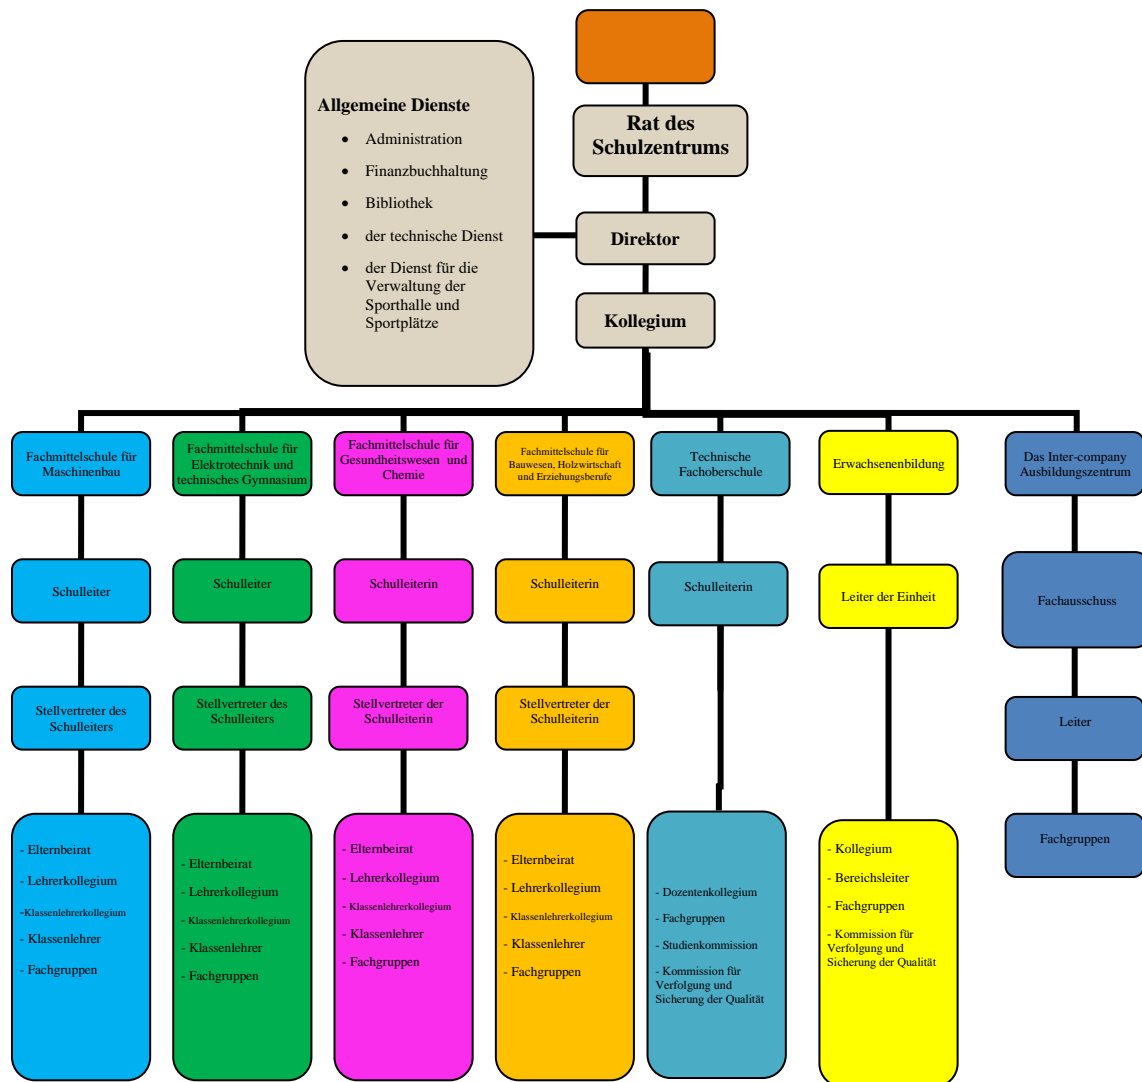 Allgemeine Dienste
• Administration
• Finanzbuchhaltung
• Bibliothek
• der technische Dienst
• der Dienst für die
Verwaltung der
Sporthalle und
Sportplätze
Rat des
Schulzentrums
Direktor
Kollegium
Fachmittelschule für
Maschinenbau
Schulleiter
Stellvertreter des
Schulleiters
- Elternbeirat
- Lehrerkollegium
-Klassenlehrerkollegium
- Klassenlehrer
- Fachgruppen
Fachmittelschule für
Elektrotechnik und
technisches Gymnasium
Schulleiter
Stellvertreter des
Schulleiters
- Elternbeirat
- Lehrerkollegium
- Klassenlehrerkollegium
- Klassenlehrer
- Fachgruppen
Fachmittelschule für
Gesundheitswesen und
Chemie
Schulleiterin
Stellvertreter der
Schulleiterin
- Elternbeirat
- Lehrerkollegium
- Klassenlehrerkollegium
- Klassenlehrer
- Fachgruppen
Fachmittelschule für
Bauwesen, Holzwirtschaft
und Erziehungsberufe
Schulleiterin
Stellvertreter der
Schulleiterin
- Elternbeirat
- Lehrerkollegium
- Klassenlehrerkollegium
- Klassenlehrer
- Fachgruppen
Technische
Fachoberschule
Schulleiterin
- Dozentenkollegium
- Fachgruppen
- Studienkommission
- Kommission für
Verfolgung und
Sicherung der Qualität
Erwachsenenbildung
Leiter der Einheit
- Kollegium
- Bereichsleiter
- Fachgruppen
- Kommission für
Verfolgung und
Sicherung der Qualität
Das Inter-company
Ausbildungszentrum
Fachausschuss
Leiter
Fachgruppen